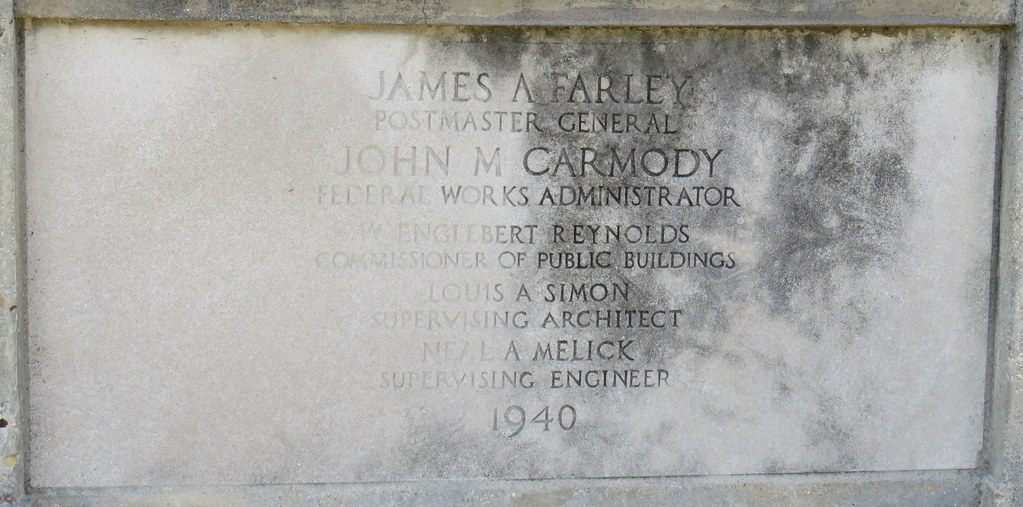 JAMES A FARLEY
POSTMASTER GENERAL
JOHN M CARMODY
FEDERAL WORKS ADMINISTRATOR
W. ENGLEBERT REYNOLDS
COMMISSIONER OF PUBLIC BUILDINGS
LOUIS A SIMON
SUPERVISING ARCHITECT
NEAL A MELICK
SUPERVISING ENGINEER
1940